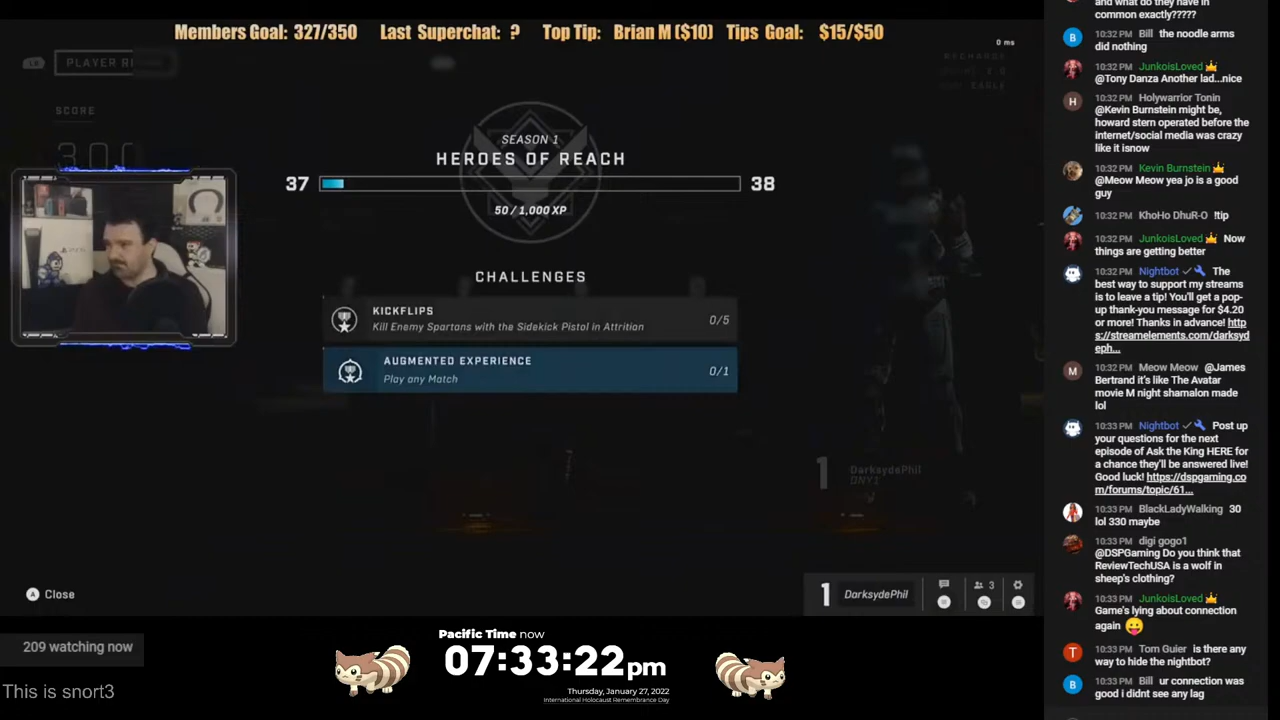 Members Goal: 327/350 Last Superchat: ? Top Tip: Brian M ($10) Tips Goal: $15/$50
0 ms
LB PLAYER RE
SCORE
300
EAGLE
SEASON 1
HEROES OF REACH
37
38
50 / 1,000 XP
CHALLENGES
KICKFLIPS
Kill Enemy Spartans with the Sidekick Pistol in Attrition
0/5
AUGMENTED EXPERIENCE
Play any Match
0/1
1 DarksydePhil
A Close
1 DarksydePhil
3
209 watching now
This is snort3
Pacific Time now
07:33:22pm
Thursday, January 27, 2022
International Holocaust Remembrance Day
and what do they have in
common exactly?????
B 10:32 PM Bill the noodle arms
did nothing
10:32 PM JunkoisLoved
@Tony Danza Another lad...nice
H 10:32 PM Holywarrior Tonin
@Kevin Burnstein might be,
howard stern operated before the
internet/social media was crazy
like it isnow
10:32 PM Kevin Burnstein
@Meow Meow yea jo is a good
guy
10:32 PM KhoHo DhuR-O !tip
10:32 PM JunkoisLoved Now
things are getting better
10:32 PM Nightbot The
best way to support my streams
is to leave a tip! You'll get a pop-
up thank-you message for $4.20
or more! Thanks in advance! http
s://streamelements.com/darksyd
eph...
M 10:32 PM Meow Meow @James
Bertrand it's like The Avatar
movie M night shamalon made
lol
10:33 PM Nightbot Post up
your questions for the next
episode of Ask the King HERE for
a chance they'll be answered live!
Good luck! https://dspgaming.co
m/forums/topic/61...
10:33 PM BlackLadyWalking 30
lol 330 maybe
10:33 PM digi gogo1
@DSPGaming Do you think that
ReviewTechUSA is a wolf in
sheep's clothing?
10:33 PM JunkoisLoved
Game's lying about connection
again
T 10:33 PM Tom Guier is there any
way to hide the nightbot?
B 10:33 PM Bill ur connection was
good i didnt see any lag